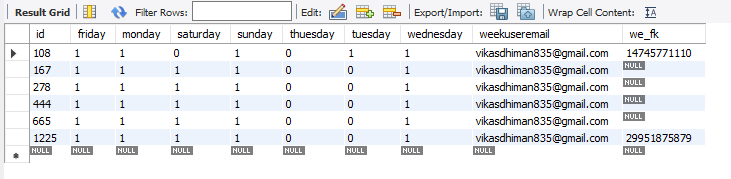 Result Grid Filter Rows: Edit: Export/Import: Wrap Cell Content: IA
id friday monday saturday sunday thuesday tuesday wednesday weekuseremail we_fk
108 1 1 0 1 0 1 1 vikasdhiman835@gmail.com 14745771110
167 1 1 1 1 0 0 1 vikasdhiman835@gmail.com NULL
278 1 1 1 1 0 0 1 vikasdhiman835@gmail.com NULL
444 1 1 1 1 0 0 1 vikasdhiman835@gmail.com NULL
665 1 1 1 1 0 0 1 vikasdhiman835@gmail.com NULL
1225 1 1 1 1 0 0 1 vikasdhiman835@gmail.com 29951875879
NULL NULL NULL NULL NULL NULL NULL NULL NULL NULL